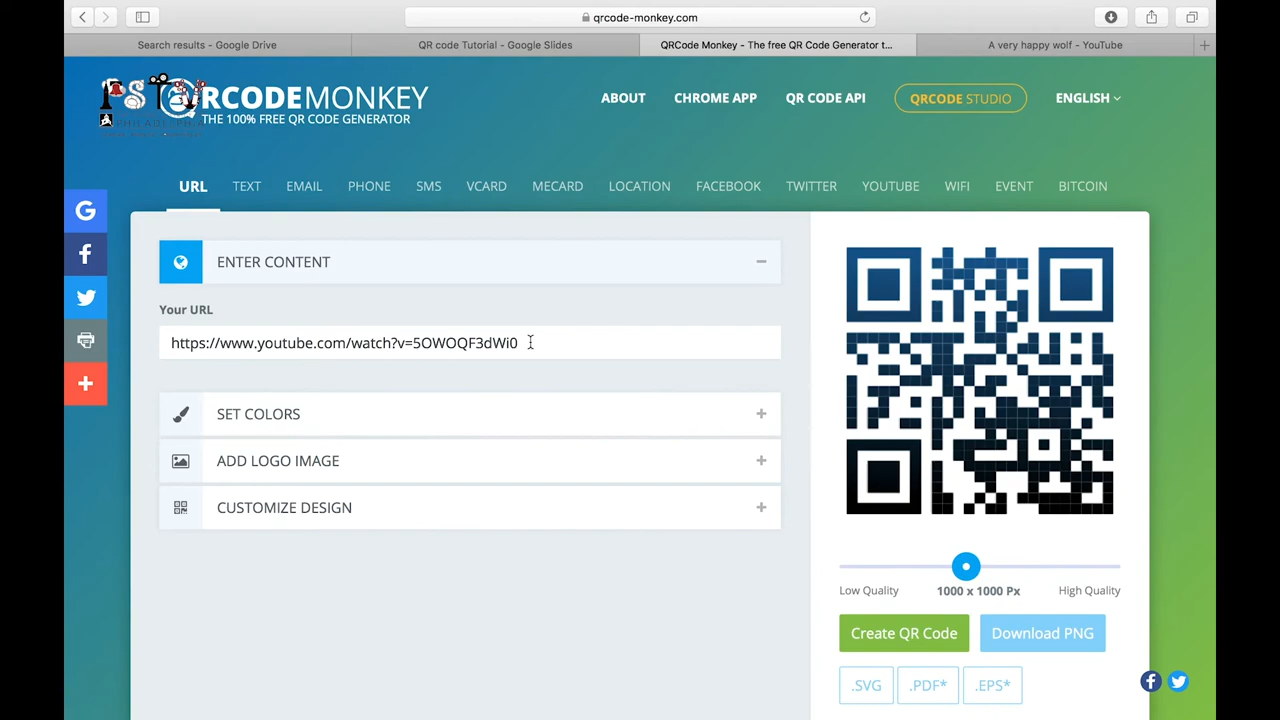 qrcode-monkey.com
Search results - Google Drive
QR code Tutorial - Google Slides
QRCode Monkey - The free QR Code Generator t...
A very happy wolf - YouTube
QRCODEMONKEY
THE 100% FREE QR CODE GENERATOR
PHILADELPHIA
ABOUT
CHROME APP
QR CODE API
QRCODE STUDIO
ENGLISH
URL
TEXT
EMAIL
PHONE
SMS
VCARD
MECARD
LOCATION
FACEBOOK
TWITTER
YOUTUBE
WIFI
EVENT
BITCOIN
ENTER CONTENT
Your URL
https://www.youtube.com/watch?v=5OWOQF3dWi0
SET COLORS
ADD LOGO IMAGE
CUSTOMIZE DESIGN
Low Quality
1000 x 1000 Px
High Quality
Create QR Code
Download PNG
.SVG
.PDF*
.EPS*